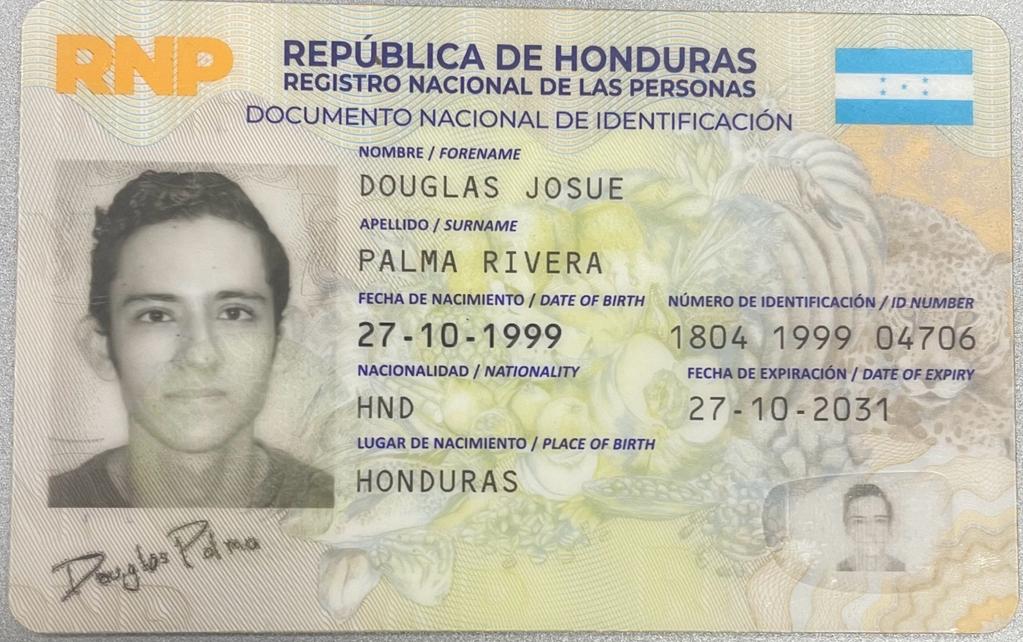 RNP
REPÚBLICA DE HONDURAS
REGISTRO NACIONAL DE LAS PERSONAS
DOCUMENTO NACIONAL DE IDENTIFICACIÓN
NOMBRE / FORENAME
DOUGLAS JOSUE
APELLIDO / SURNAME
PALMA RIVERA
FECHA DE NACIMIENTO / DATE OF BIRTH NÚMERO DE IDENTIFICACIÓN / ID NUMBER
27-10-1999 1804 1999 04706
NACIONALIDAD / NATIONALITY FECHA DE EXPIRACIÓN / DATE OF EXPIRY
HND 27-10-2031
LUGAR DE NACIMIENTO / PLACE OF BIRTH
HONDURAS
Douglas Palma